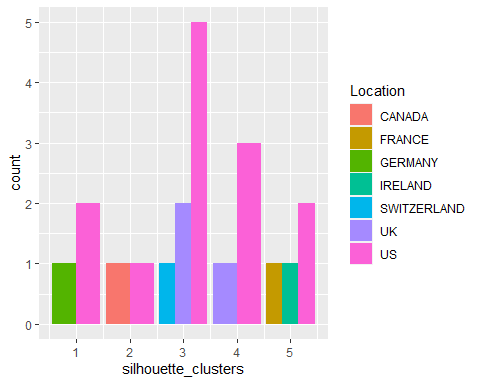 5
4
3
2
1
0
count
1 2 3 4 5
silhouette_clusters
Location
CANADA
FRANCE
GERMANY
IRELAND
SWITZERLAND
UK
US